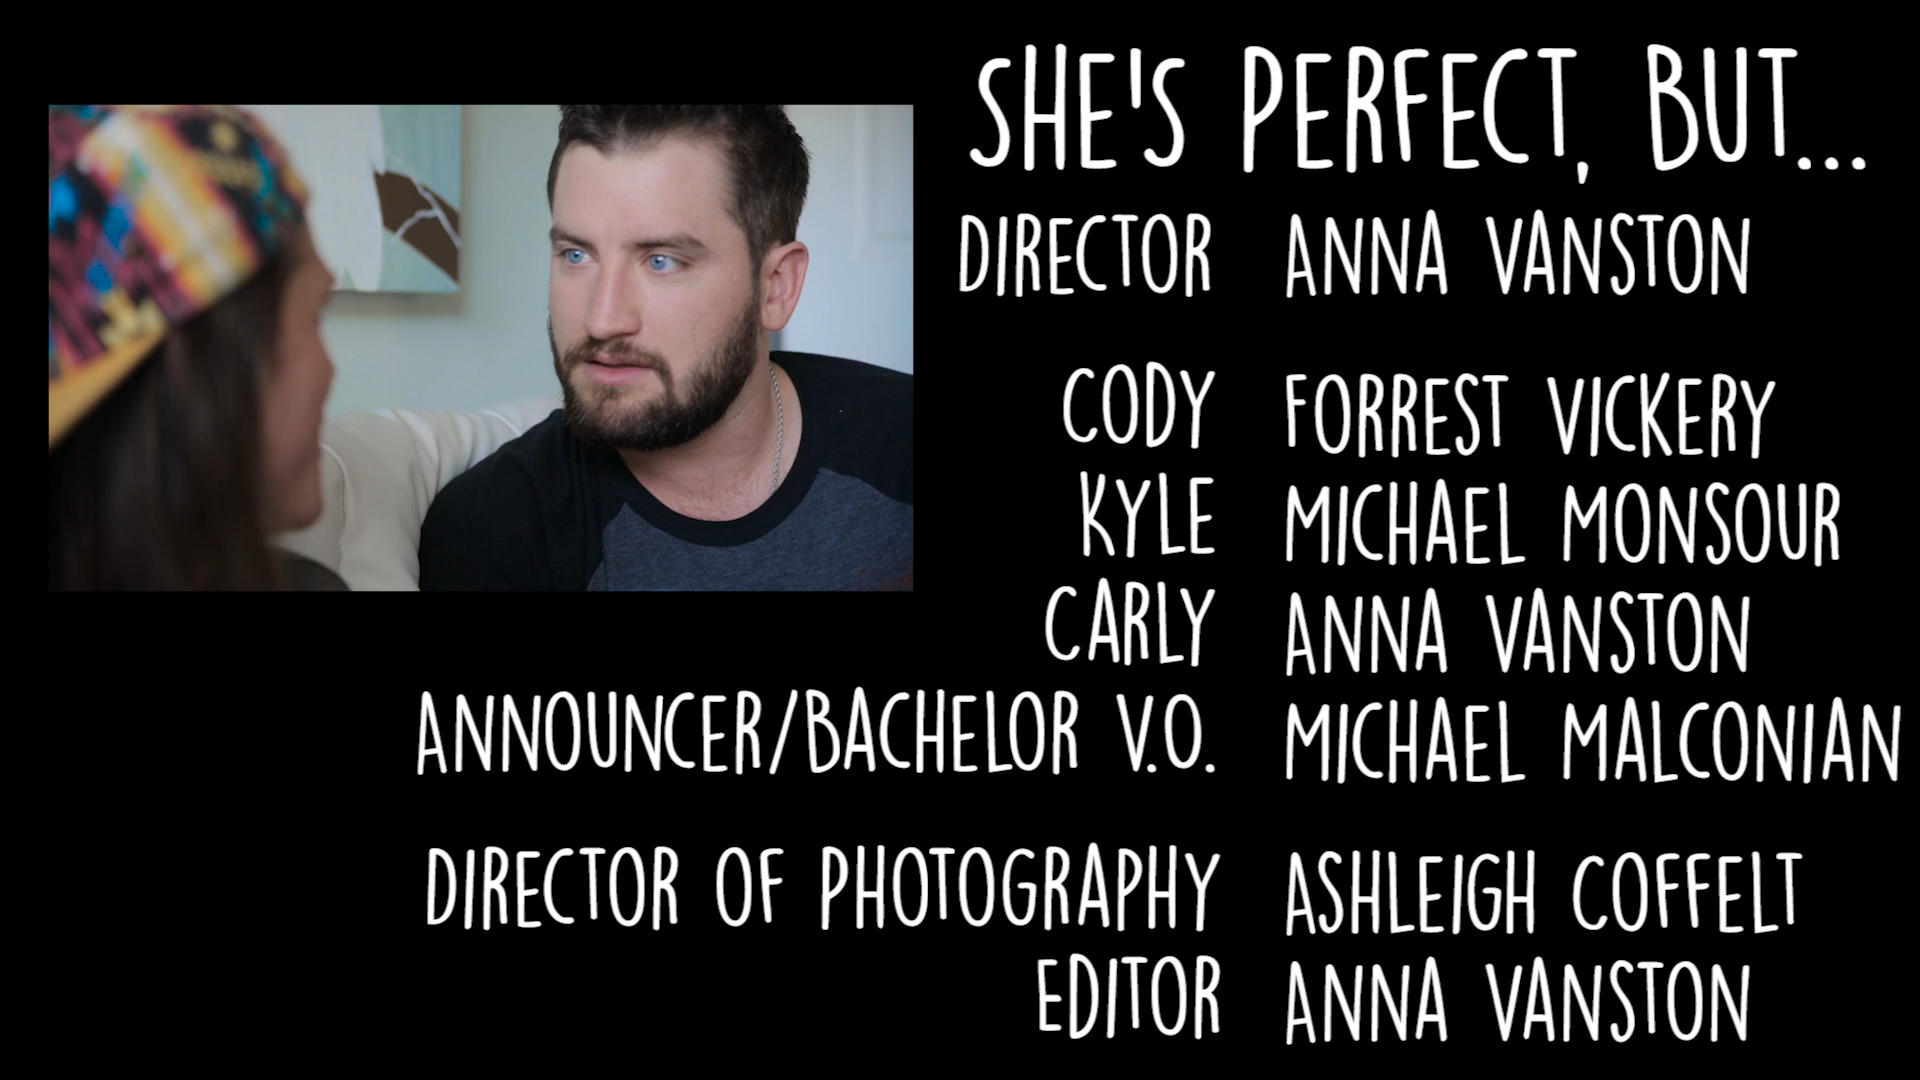 SHE'S PERFECT, BUT...
DIRECTOR ANNA VANSTON
CODY FORREST VICKERY
KYLE MICHAEL MONSOUR
CARLY ANNA VANSTON
ANNOUNCER/BACHELOR V.O. MICHAEL MALCONIAN
DIRECTOR OF PHOTOGRAPHY ASHLEIGH COFFELT
EDITOR ANNA VANSTON